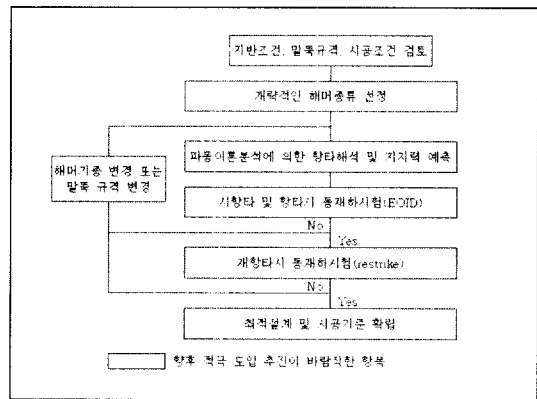 지반조건, 말뚝규격, 시공조건 검토
개략적인 해머종류 선정
파동이론분석에 의한 항타해석 및 지지력 예측
해머기종 변경 또는
말뚝 규격 변경
시항타 및 항타시 동재하시험(EOID)
No
Yes
재항타시 동재하시험(restrike)
No
Yes
최적설계 및 시공기준 확립
향후 적극 도입 추진이 바람직한 항목